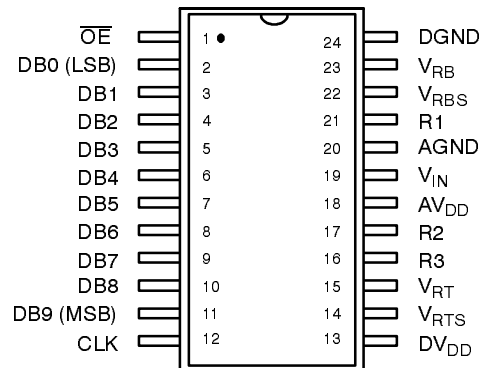 OE 1 24 DGND
DB0 (LSB) 2 23 VRB
DB1 3 22 VRBS
DB2 4 21 R1
DB3 5 20 AGND
DB4 6 19 VIN
DB5 7 18 AVDD
DB6 8 17 R2
DB7 9 16 R3
DB8 10 15 VRT
DB9 (MSB) 11 14 VRTS
CLK 12 13 DVDD